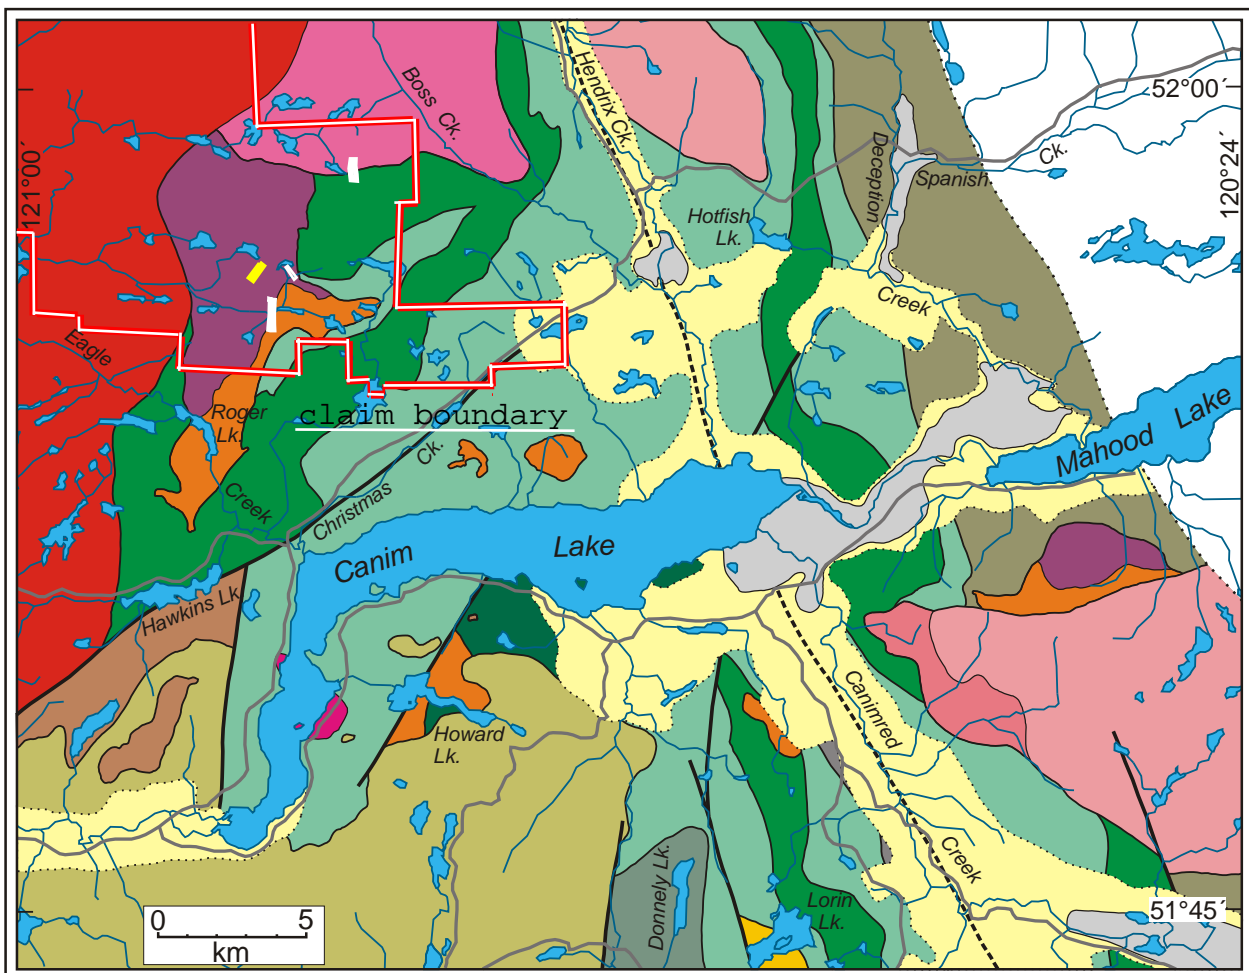 Boss Ck.
Hendrix Ck.
52°00′
121°00′
120°24′
Deception
Spanish
Ck.
Hotfish
Lk.
Creek
Eagle
Roger
Lk.
claim boundary
Ck.
Christmas
Creek
Mahood Lake
Canim Lake
Hawkins Lk.
Howard
Lk.
Canimred
Creek
Donnely Lk.
Lorin
Lk.
51°45′
0 5
km